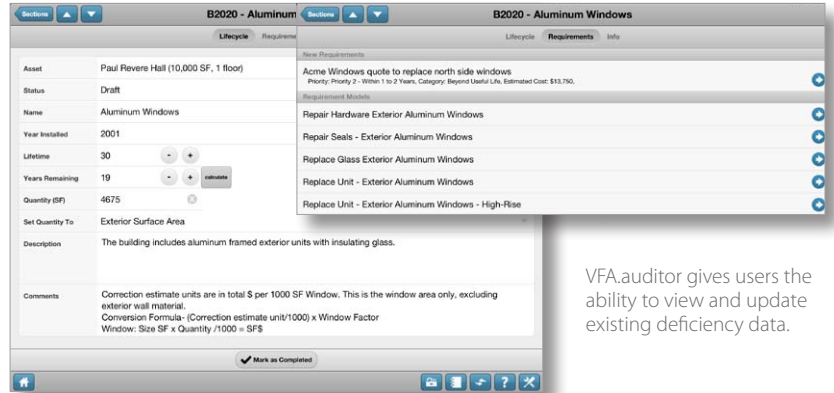 Sections
B2020 - Aluminum
Lifecycle Requireme
Asset Paul Revere Hall (10,000 SF, 1 floor)
Status Draft
Name Aluminum Windows
Year Installed 2001
Lifetime 30 - +
Years Remaining 19 - + calculate
Quantity (SF) 4675
Set Quantity To Exterior Surface Area
Description The building includes aluminum framed exterior units with insulating glass.
Comments Correction estimate units are in total $ per 1000 SF Window. This is the window area only, excluding
exterior wall material.
Conversion Formula- (Correction estimate unit/1000) x Window Factor
Window: Size SF x Quantity /1000 = SF$
Mark as Completed
?
Sections
B2020 - Aluminum Windows
Lifecycle Requirements Info
New Requirements
Acme Windows quote to replace north side windows
Priority: Priority 2 - Within 1 to 2 Years, Category: Beyond Useful Life, Estimated Cost: $13,750,
Requirement Models
Repair Hardware Exterior Aluminum Windows
Repair Seals - Exterior Aluminum Windows
Replace Glass Exterior Aluminum Windows
Replace Unit - Exterior Aluminum Windows
Replace Unit - Exterior Aluminum Windows - High-Rise
VFA.auditor gives users the
ability to view and update
existing deficiency data.